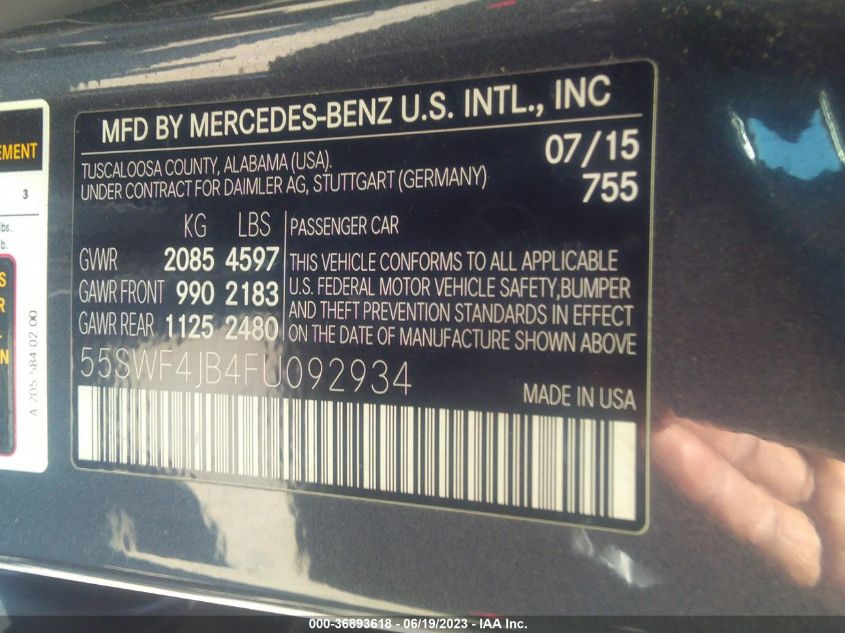 MFD BY MERCEDES-BENZ U.S. INTL., INC
TUSCALOOSA COUNTY, ALABAMA (USA). 07/15
UNDER CONTRACT FOR DAIMLER AG, STUTTGART (GERMANY) 755
KG LBS PASSENGER CAR
GVWR 2085 4597
GAWR FRONT 990 2183
GAWR REAR 1125 2480
THIS VEHICLE CONFORMS TO ALL APPLICABLE
U.S. FEDERAL MOTOR VEHICLE SAFETY,BUMPER
AND THEFT PREVENTION STANDARDS IN EFFECT
ON THE DATE OF MANUFACTURE SHOWN ABOVE
55SWF4JB4FU092934
MADE IN USA
EMENT
3
lbs.
b.
S
R
N
A 205 584 02 00
000-36893618 - 06/19/2023 - IAA Inc.